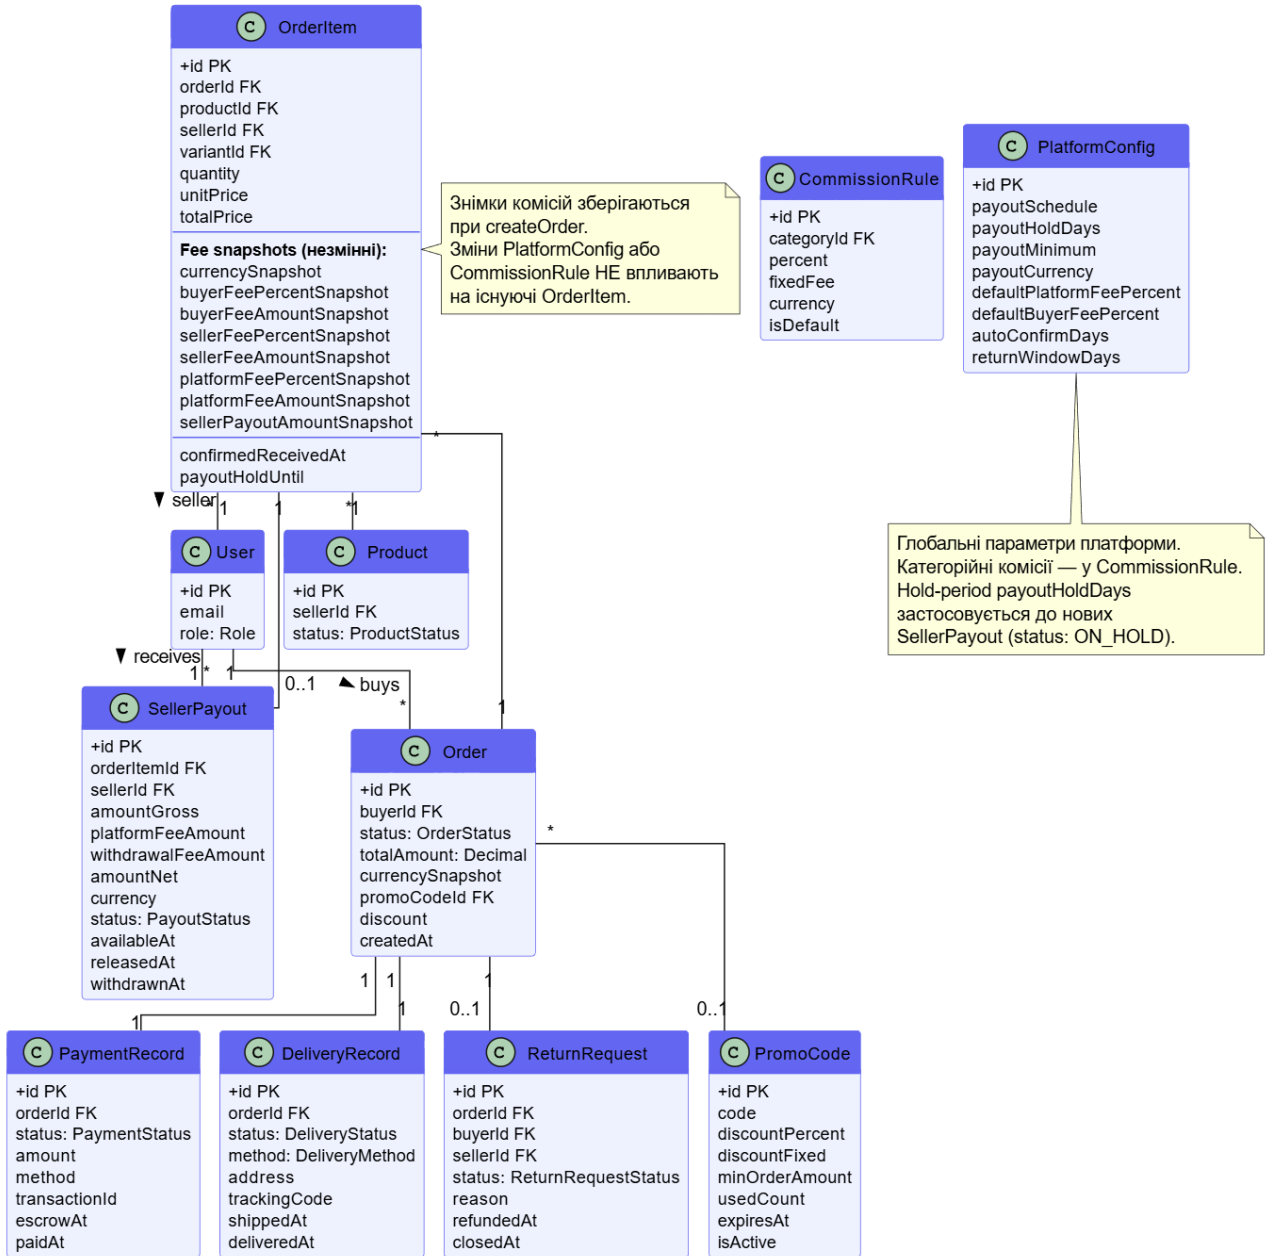 C OrderItem
+id PK
orderId FK
productId FK
sellerId FK
variantId FK
quantity
unitPrice
totalPrice
Fee snapshots (незмінні):
currencySnapshot
buyerFeePercentSnapshot
buyerFeeAmountSnapshot
sellerFeePercentSnapshot
sellerFeeAmountSnapshot
platformFeePercentSnapshot
platformFeeAmountSnapshot
sellerPayoutAmountSnapshot
confirmedReceivedAt
payoutHoldUntil
Знімки комісій зберігаються
при createOrder.
Зміни PlatformConfig або
CommissionRule НЕ впливають
на існуючі OrderItem.
C CommissionRule
+id PK
categoryId FK
percent
fixedFee
currency
isDefault
C PlatformConfig
+id PK
payoutSchedule
payoutHoldDays
payoutMinimum
payoutCurrency
defaultPlatformFeePercent
defaultBuyerFeePercent
autoConfirmDays
returnWindowDays
Глобальні параметри платформи.
Категорійні комісії — у CommissionRule.
Hold-period payoutHoldDays
застосовується до нових
SellerPayout (status: ON_HOLD).
*
▼ seller
* 1
1
*1
C User
+id PK
email
role: Role
C Product
+id PK
sellerId FK
status: ProductStatus
▼ receives
1 *
1
0..1
buys
*
1
C SellerPayout
+id PK
orderItemId FK
sellerId FK
amountGross
platformFeeAmount
withdrawalFeeAmount
amountNet
currency
status: PayoutStatus
availableAt
releasedAt
withdrawnAt
C Order
+id PK
buyerId FK
status: OrderStatus
totalAmount: Decimal
currencySnapshot
promoCodeId FK
discount
createdAt
*
1
1
1
1
1
0..1
0..1
C PaymentRecord
+id PK
orderId FK
status: PaymentStatus
amount
method
transactionId
escrowAt
paidAt
C DeliveryRecord
+id PK
orderId FK
status: DeliveryStatus
method: DeliveryMethod
address
trackingCode
shippedAt
deliveredAt
C ReturnRequest
+id PK
orderId FK
buyerId FK
sellerId FK
status: ReturnRequestStatus
reason
refundedAt
closedAt
C PromoCode
+id PK
code
discountPercent
discountFixed
minOrderAmount
usedCount
expiresAt
isActive